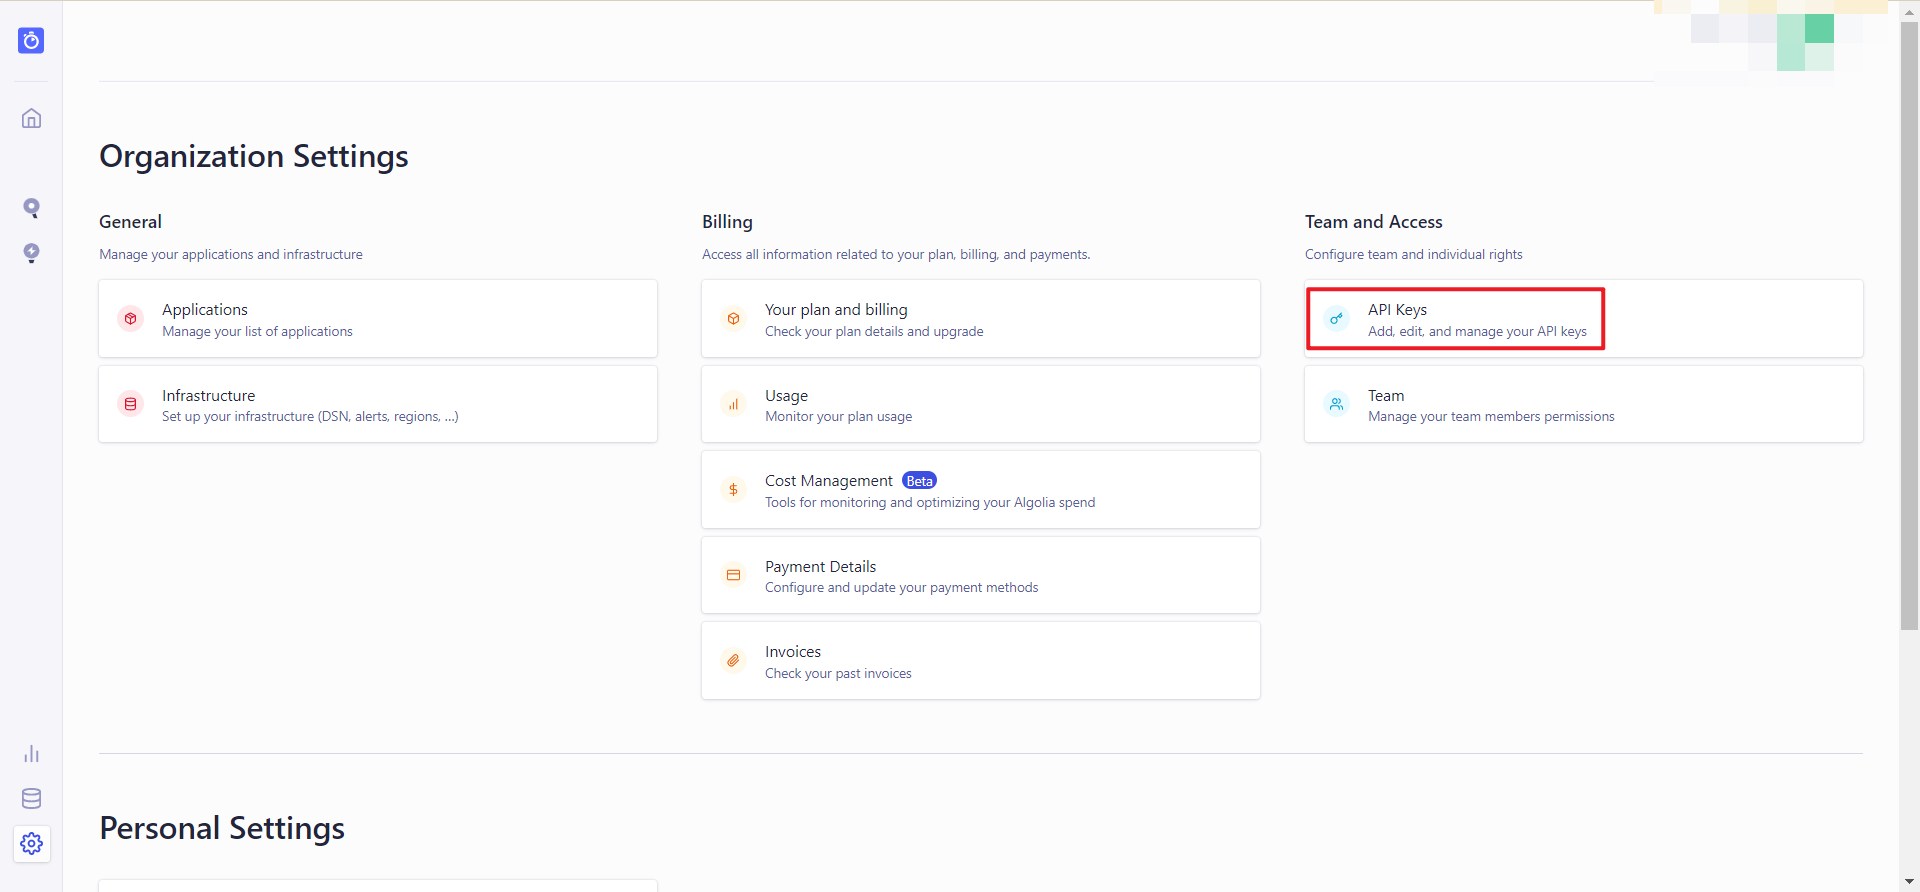 Organization Settings
General
Manage your applications and infrastructure
Applications
Manage your list of applications
Infrastructure
Set up your infrastructure (DSN, alerts, regions, ...)
Billing
Access all information related to your plan, billing, and payments.
Your plan and billing
Check your plan details and upgrade
Usage
Monitor your plan usage
Cost Management Beta
Tools for monitoring and optimizing your Algolia spend
Payment Details
Configure and update your payment methods
Invoices
Check your past invoices
Team and Access
Configure team and individual rights
API Keys
Add, edit, and manage your API keys
Team
Manage your team members permissions
Personal Settings